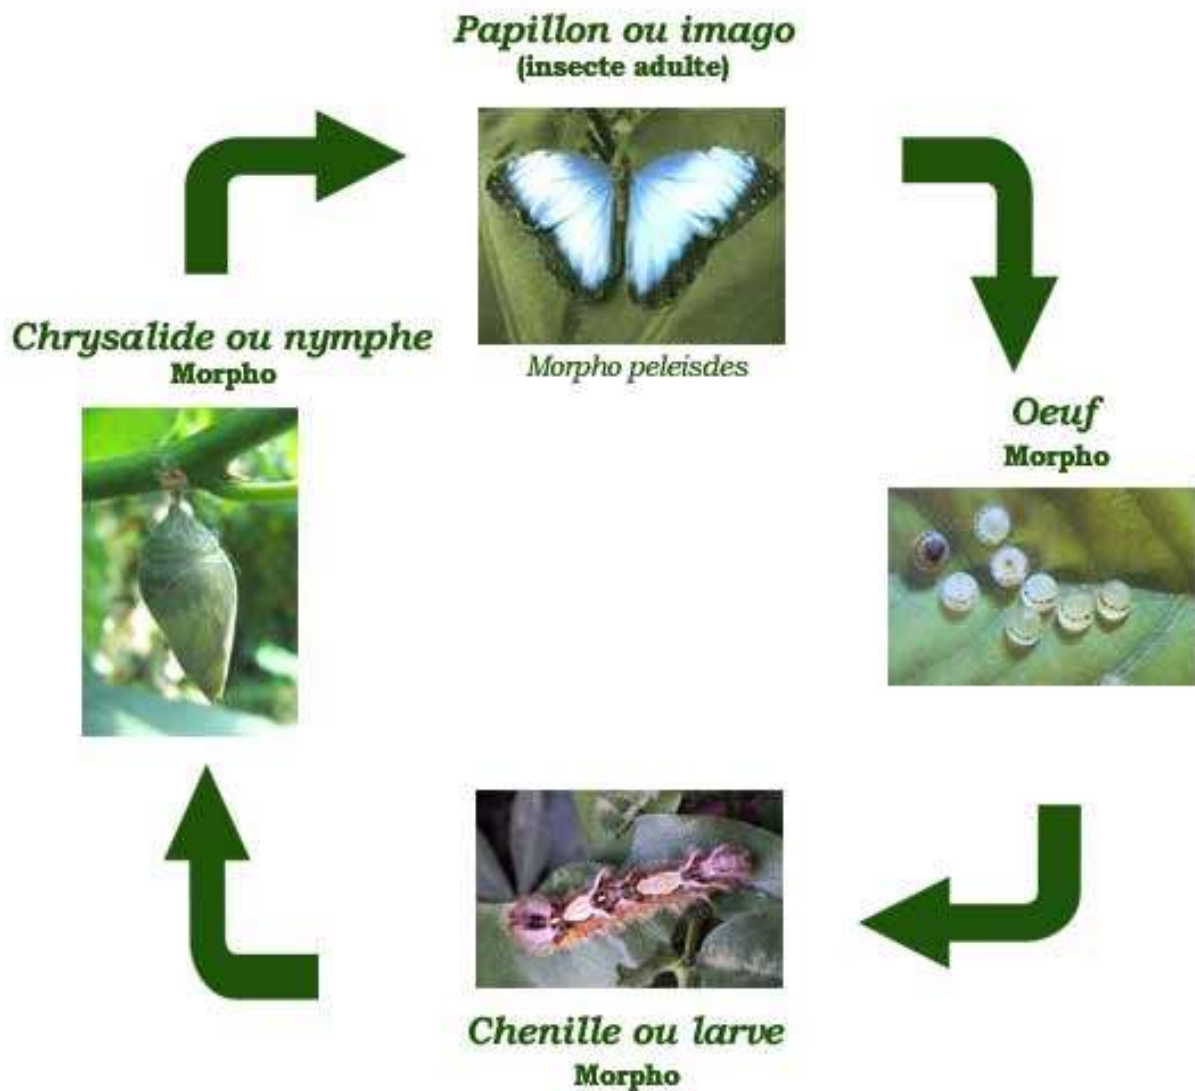 Papillon ou imago
(insecte adulte)
Morpho peleisdes
Chrysalide ou nymphe
Morpho
Oeuf
Morpho
Chenille ou larve
Morpho